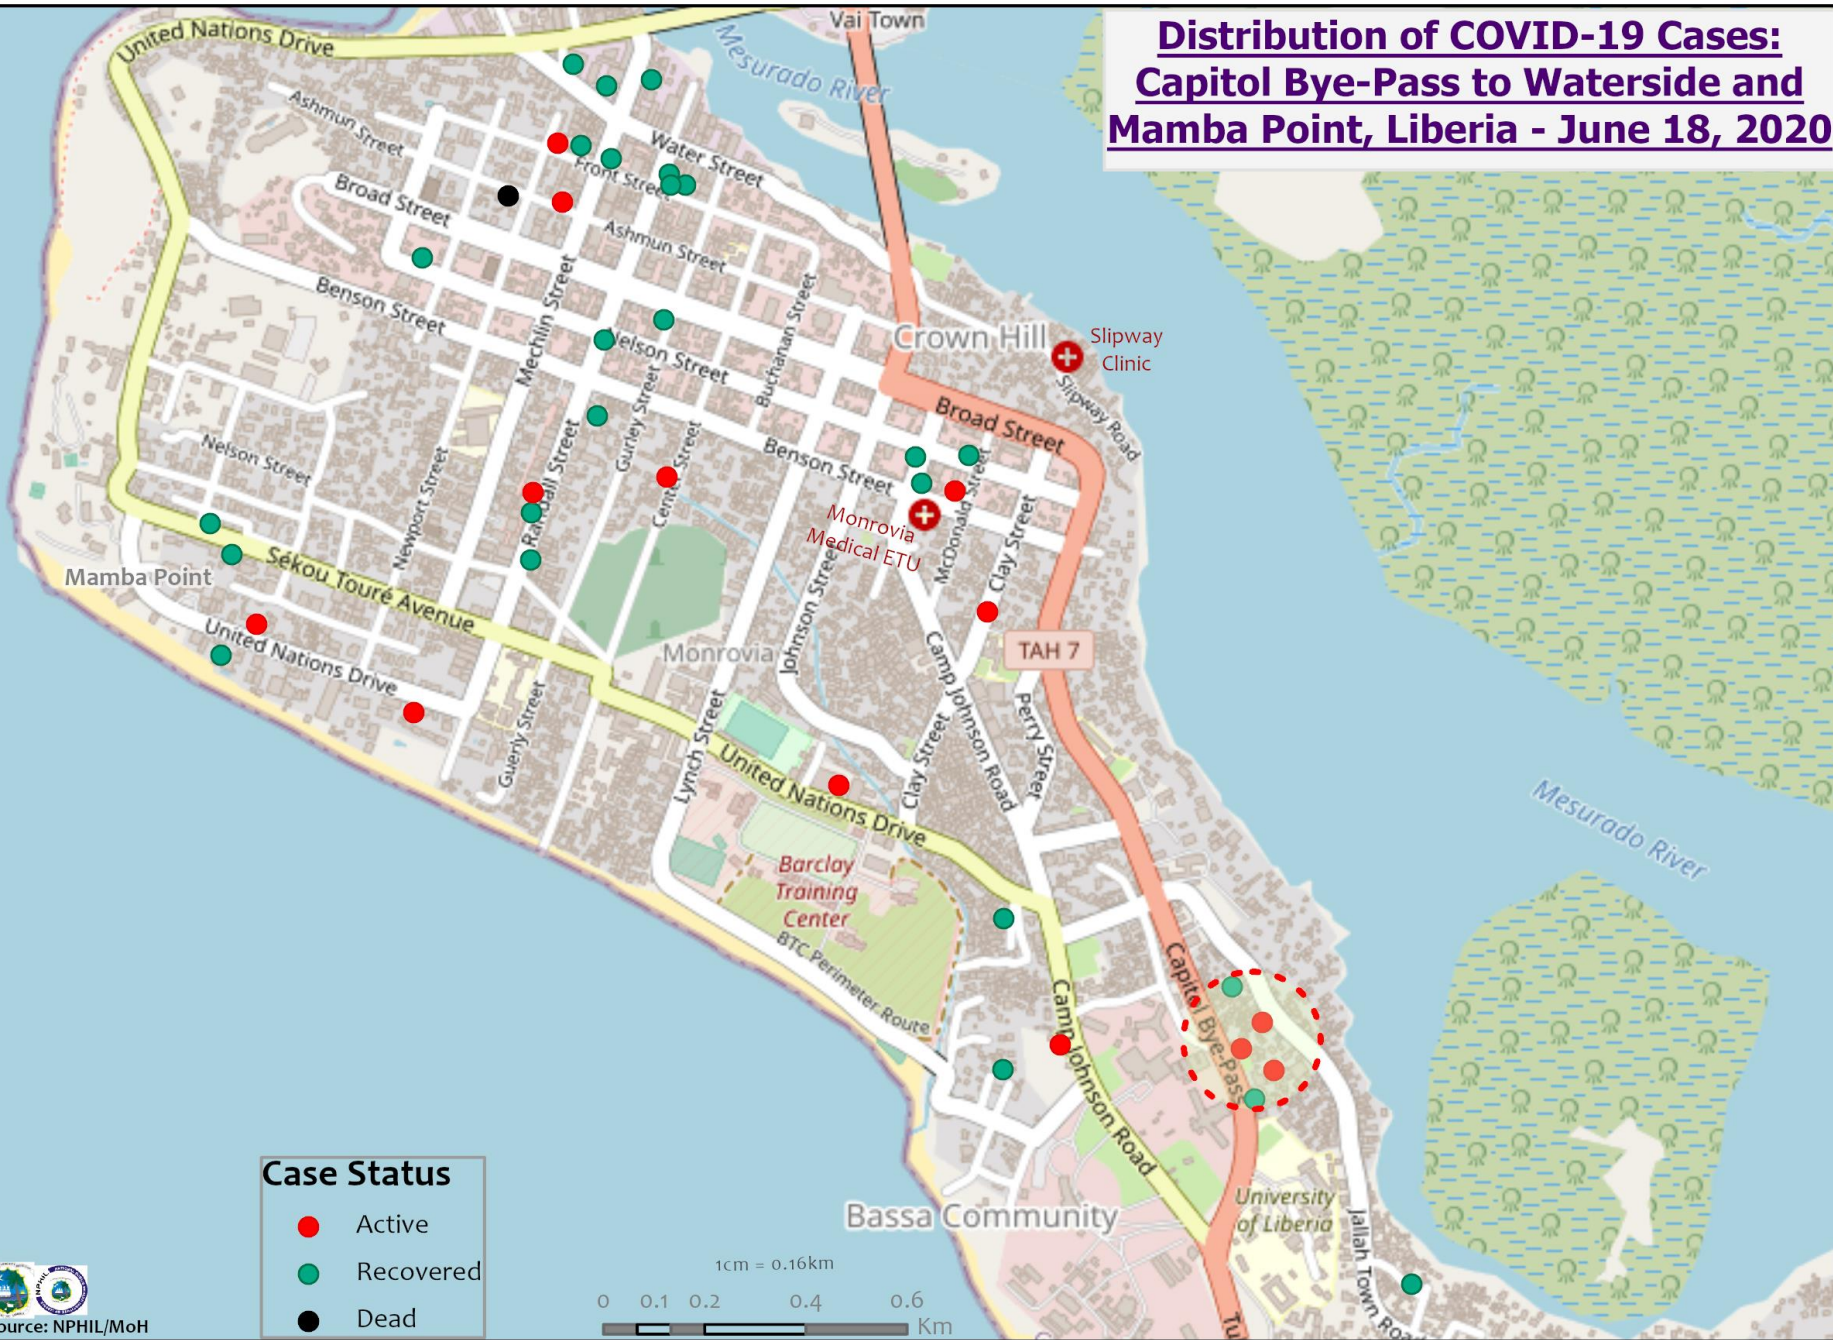 Distribution of COVID-19 Cases:
Capitol Bye-Pass to Waterside and
Mamba Point, Liberia - June 18, 2020
Vai Town
United Nations Drive
Mesurado River
Ashmun Street
Water Street
Front Street
Broad Street
Ashmun Street
Benson Street
Mechlin Street
Buchanan Street
Nelson Street
Crown Hill
Slipway
Clinic
Slipway Road
Broad Street
Gurley Street
Center Street
Benson Street
Nelson Street
Newport Street
Randall Street
Monrovia
Medical ETU
McDonald Street
Clay Street
Mamba Point
Sékou Touré Avenue
United Nations Drive
Monrovia
Johnson Street
TAH 7
Camp Johnson Road
Perry Street
Guerly Street
Lynch Street
Clay Street
United Nations Drive
Mesurado River
Barclay
Training
Center
BTC Perimeter Route
Capitol Bye-Pass
Camp Johnson Road
Bassa Community
University
of Liberia
Jallah Town Road
Tu
Case Status
Active
Recovered
Dead
1cm = 0.16km
0 0.1 0.2 0.4 0.6
Km
ource: NPHIL/MoH